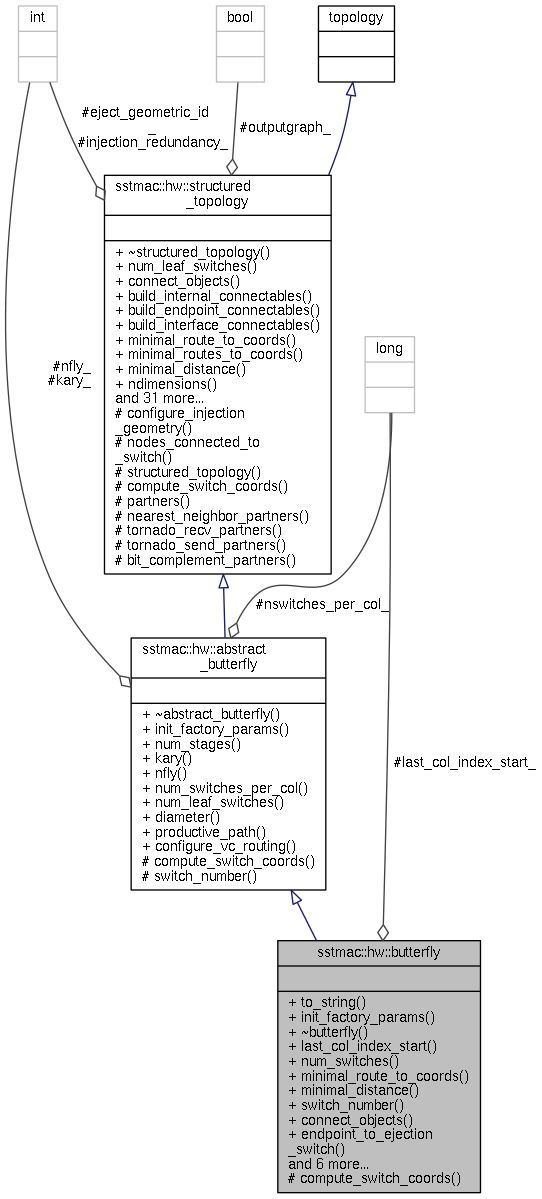 int
bool
topology
#eject_geometric_id
_
#injection_redundancy_
#outputgraph_
sstmac::hw::structured
_topology
+ ~structured_topology()
+ num_leaf_switches()
+ connect_objects()
+ build_internal_connectables()
+ build_endpoint_connectables()
+ build_interface_connectables()
+ minimal_route_to_coords()
+ minimal_routes_to_coords()
+ minimal_distance()
+ ndimensions()
and 31 more...
# configure_injection
_geometry()
# nodes_connected_to
_switch()
# structured_topology()
# compute_switch_coords()
# partners()
# nearest_neighbor_partners()
# tornado_recv_partners()
# tornado_send_partners()
# bit_complement_partners()
long
#nfly_
#kary_
#nswitches_per_col_
sstmac::hw::abstract
_butterfly
+ ~abstract_butterfly()
+ init_factory_params()
+ num_stages()
+ kary()
+ nfly()
+ num_switches_per_col()
+ num_leaf_switches()
+ diameter()
+ productive_path()
+ configure_vc_routing()
# compute_switch_coords()
# switch_number()
#last_col_index_start_
sstmac::hw::butterfly
+ to_string()
+ init_factory_params()
+ ~butterfly()
+ last_col_index_start()
+ num_switches()
+ minimal_route_to_coords()
+ minimal_distance()
+ switch_number()
+ connect_objects()
+ endpoint_to_ejection
_switch()
and 6 more...
# compute_switch_coords()